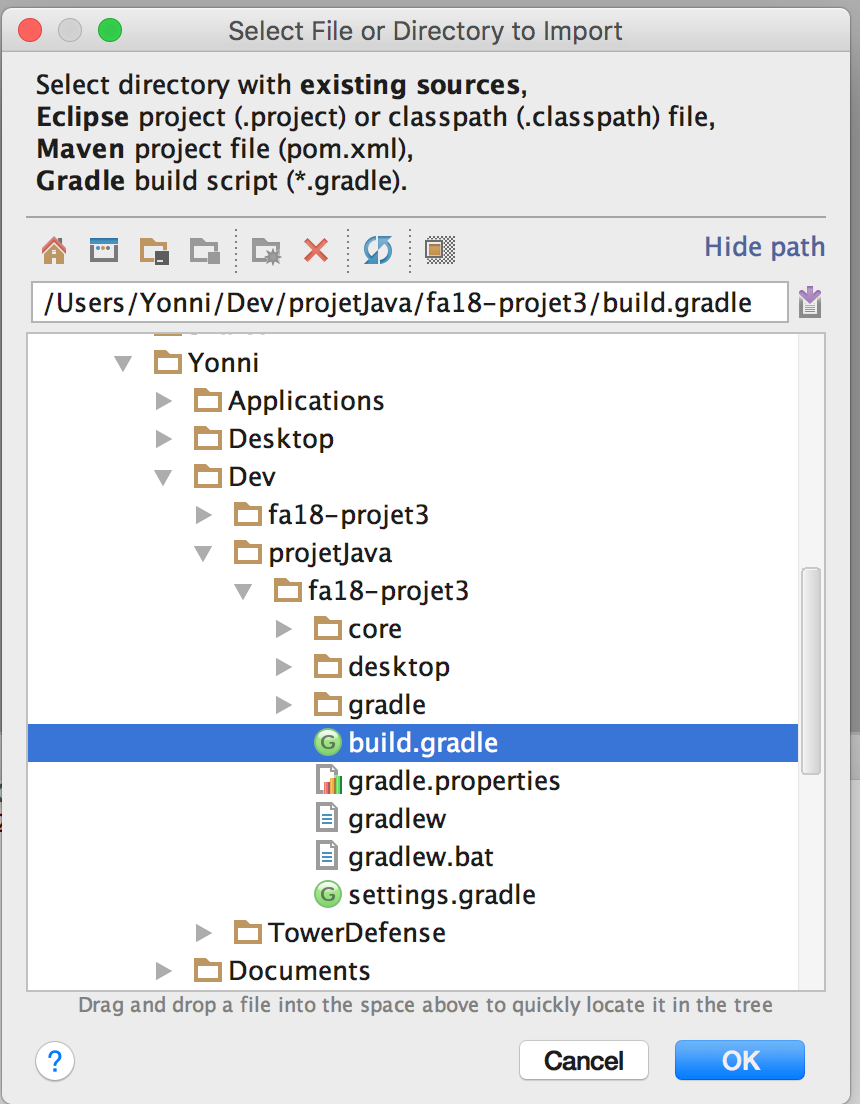 Select File or Directory to Import
Select directory with existing sources,
Eclipse project (.project) or classpath (.classpath) file,
Maven project file (pom.xml),
Gradle build script (*.gradle).
Hide path
/Users/Yonni/Dev/projetJava/fa18-projet3/build.gradle
Yonni
Applications
Desktop
Dev
fa18-projet3
projetJava
fa18-projet3
core
desktop
gradle
G build.gradle
gradle.properties
gradlew
gradlew.bat
G settings.gradle
TowerDefense
Documents
Drag and drop a file into the space above to quickly locate it in the tree
? Cancel OK